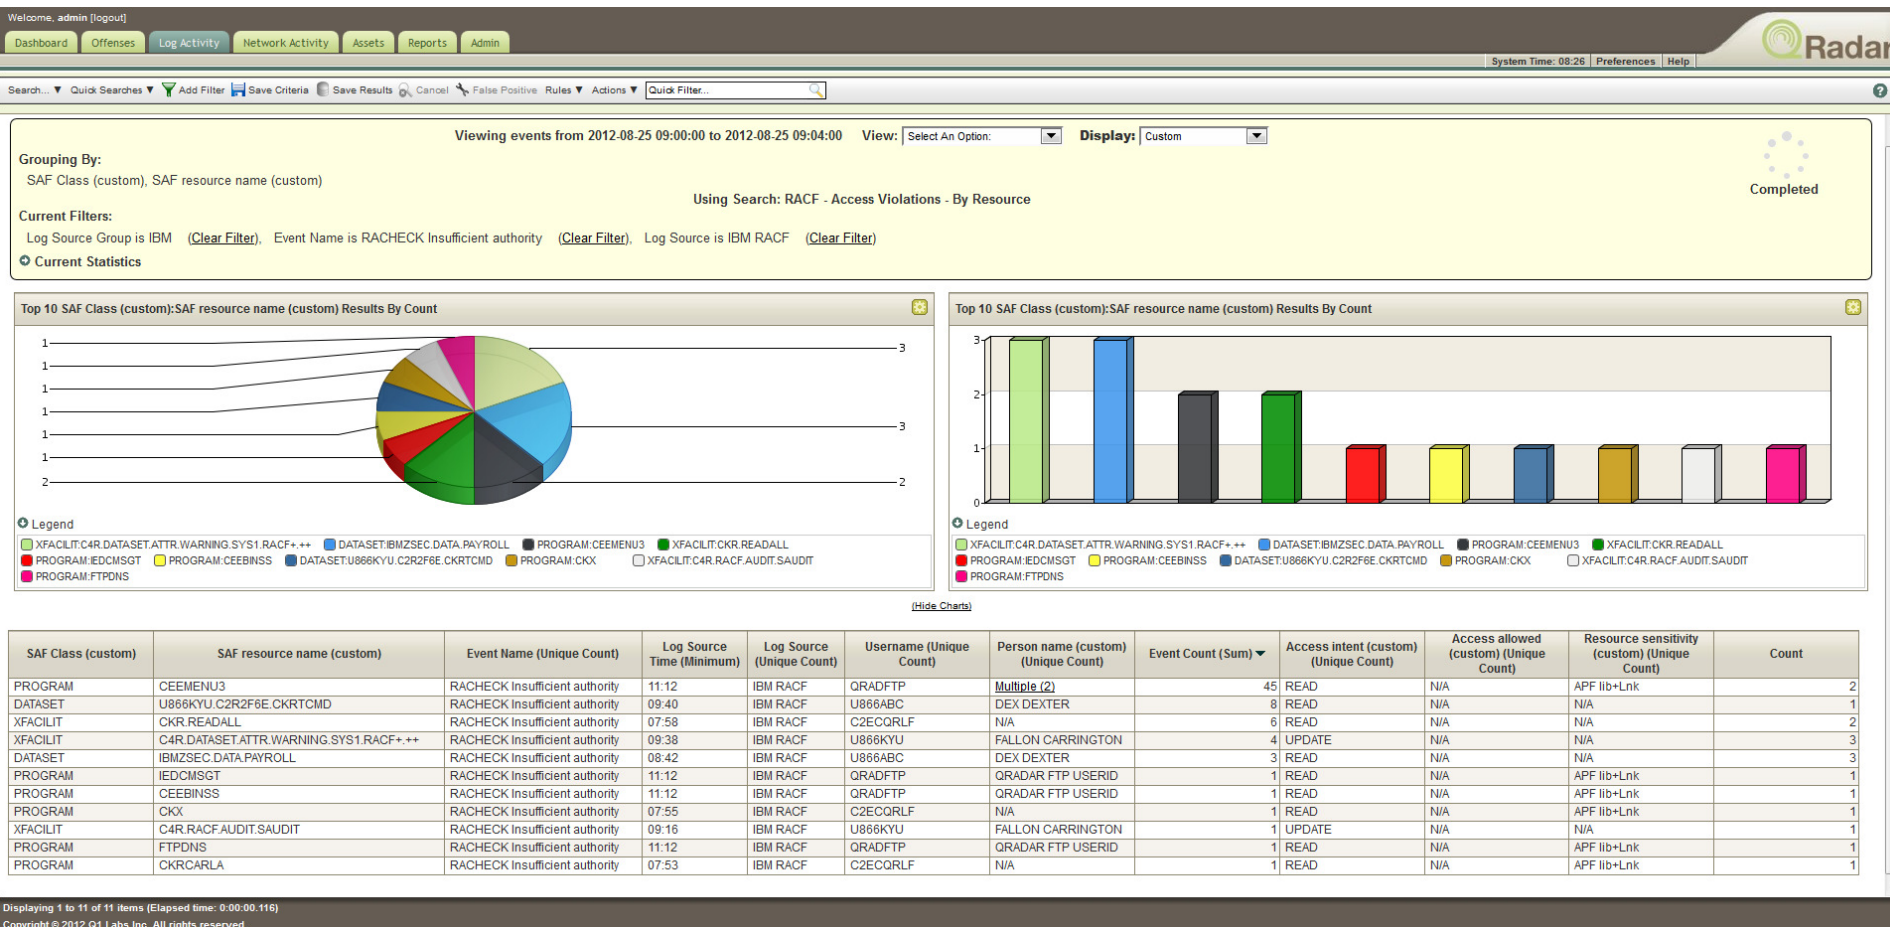 Welcome, admin [logout]
Dashboard Offenses Log Activity Network Activity Assets Reports Admin
QRadar
System Time: 08:26 Preferences Help
Search... ▼ Quick Searches ▼ Add Filter Save Criteria Save Results Cancel False Positive Rules ▼ Actions ▼ Quick Filter...
Viewing events from 2012-08-25 09:00:00 to 2012-08-25 09:04:00 View: Select An Option: Display: Custom
Grouping By:
SAF Class (custom), SAF resource name (custom)
Completed
Using Search: RACF - Access Violations - By Resource
Current Filters:
Log Source Group is IBM (Clear Filter), Event Name is RACHECK Insufficient authority (Clear Filter), Log Source is IBM RACF (Clear Filter)
Current Statistics
Top 10 SAF Class (custom):SAF resource name (custom) Results By Count
1
1
1
1
1
1
2
3
3
2
Legend
XFACILIT:C4R.DATASET.ATTR.WARNING.SYS1.RACF+.++ DATASET:IBMZSEC.DATA.PAYROLL PROGRAM:CEEMENU3 XFACILIT:CKR.READALL
PROGRAM:IEDCMSGT PROGRAM:CEEBINSS DATASET:U866KYU.C2R2F6E.CKRTCMD PROGRAM:CKX XFACILIT:C4R.RACF.AUDIT.SAUDIT
PROGRAM:FTPDNS
Top 10 SAF Class (custom):SAF resource name (custom) Results By Count
3
2
1
0
Legend
XFACILIT:C4R.DATASET.ATTR.WARNING.SYS1.RACF+.++ DATASET:IBMZSEC.DATA.PAYROLL PROGRAM:CEEMENU3 XFACILIT:CKR.READALL
PROGRAM:IEDCMSGT PROGRAM:CEEBINSS DATASET:U866KYU.C2R2F6E.CKRTCMD PROGRAM:CKX XFACILIT:C4R.RACF.AUDIT.SAUDIT
PROGRAM:FTPDNS
(Hide Charts)
SAF Class (custom) SAF resource name (custom) Event Name (Unique Count) Log Source Time (Minimum) Log Source (Unique Count) Username (Unique Count) Person name (custom) (Unique Count) Event Count (Sum) ▼ Access intent (custom) (Unique Count) Access allowed (custom) (Unique Count) Resource sensitivity (custom) (Unique Count) Count
PROGRAM CEEMENU3 RACHECK Insufficient authority 11:12 IBM RACF QRADFTP Multiple (2) 45 READ N/A APF lib+Lnk 2
DATASET U866KYU.C2R2F6E.CKRTCMD RACHECK Insufficient authority 09:40 IBM RACF U866ABC DEX DEXTER 8 READ N/A N/A 1
XFACILIT CKR.READALL RACHECK Insufficient authority 07:58 IBM RACF C2ECQRLF N/A 6 READ N/A N/A 2
XFACILIT C4R.DATASET.ATTR.WARNING.SYS1.RACF+.++ RACHECK Insufficient authority 09:38 IBM RACF U866KYU FALLON CARRINGTON 4 UPDATE N/A N/A 3
DATASET IBMZSEC.DATA.PAYROLL RACHECK Insufficient authority 08:42 IBM RACF U866ABC DEX DEXTER 3 READ N/A N/A 3
PROGRAM IEDCMSGT RACHECK Insufficient authority 11:12 IBM RACF QRADFTP QRADAR FTP USERID 1 READ N/A APF lib+Lnk 1
PROGRAM CEEBINSS RACHECK Insufficient authority 11:12 IBM RACF QRADFTP QRADAR FTP USERID 1 READ N/A APF lib+Lnk 1
PROGRAM CKX RACHECK Insufficient authority 07:55 IBM RACF C2ECQRLF N/A 1 READ N/A APF lib+Lnk 1
XFACILIT C4R.RACF.AUDIT.SAUDIT RACHECK Insufficient authority 09:16 IBM RACF U866KYU FALLON CARRINGTON 1 UPDATE N/A N/A 1
PROGRAM FTPDNS RACHECK Insufficient authority 11:12 IBM RACF QRADFTP QRADAR FTP USERID 1 READ N/A APF lib+Lnk 1
PROGRAM CKRCARLA RACHECK Insufficient authority 07:53 IBM RACF C2ECQRLF N/A 1 READ N/A APF lib+Lnk 1
Displaying 1 to 11 of 11 items (Elapsed time: 0:00:00.116)
Copyright © 2012 Q1 Labs Inc. All rights reserved